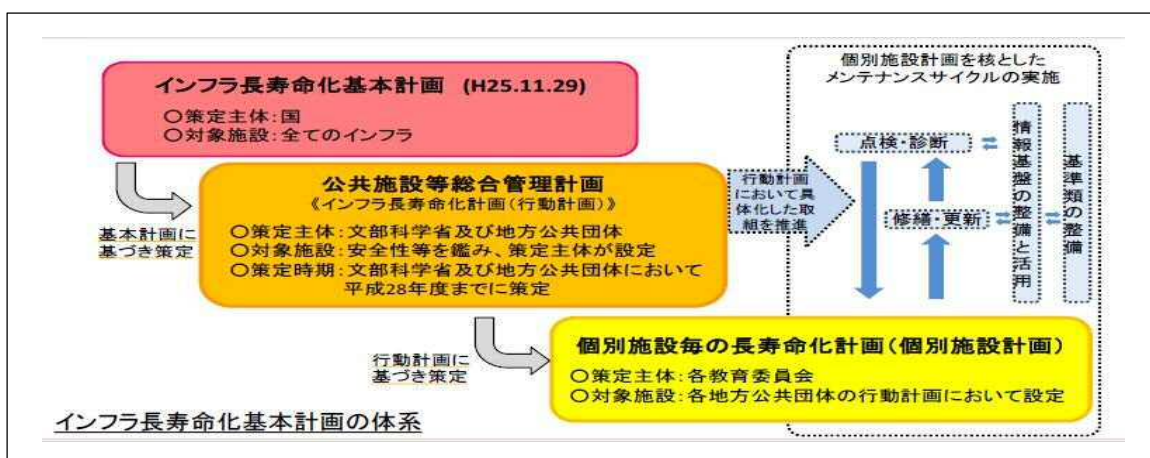 インフラ長寿命化基本計画 (H25.11.29)
〇策定主体:国
〇対象施設:全てのインフラ
基本計画に
基づき策定
公共施設等総合管理計画
《インフラ長寿命化計画(行動計画)》
〇策定主体:文部科学省及び地方公共団体
〇対象施設:安全性等を鑑み、策定主体が設定
〇策定時期:文部科学省及び地方公共団体において
平成28年度までに策定
行動計画
において具
体化した取
組を推進
個別施設計画を核とした
メンテナンスサイクルの実施
点検・診断
修繕・更新
情報基盤の整備と活用
基準類の整備
行動計画に
基づき策定
個別施設毎の長寿命化計画(個別施設計画)
〇策定主体:各教育委員会
〇対象施設:各地方公共団体の行動計画において設定
インフラ長寿命化基本計画の体系